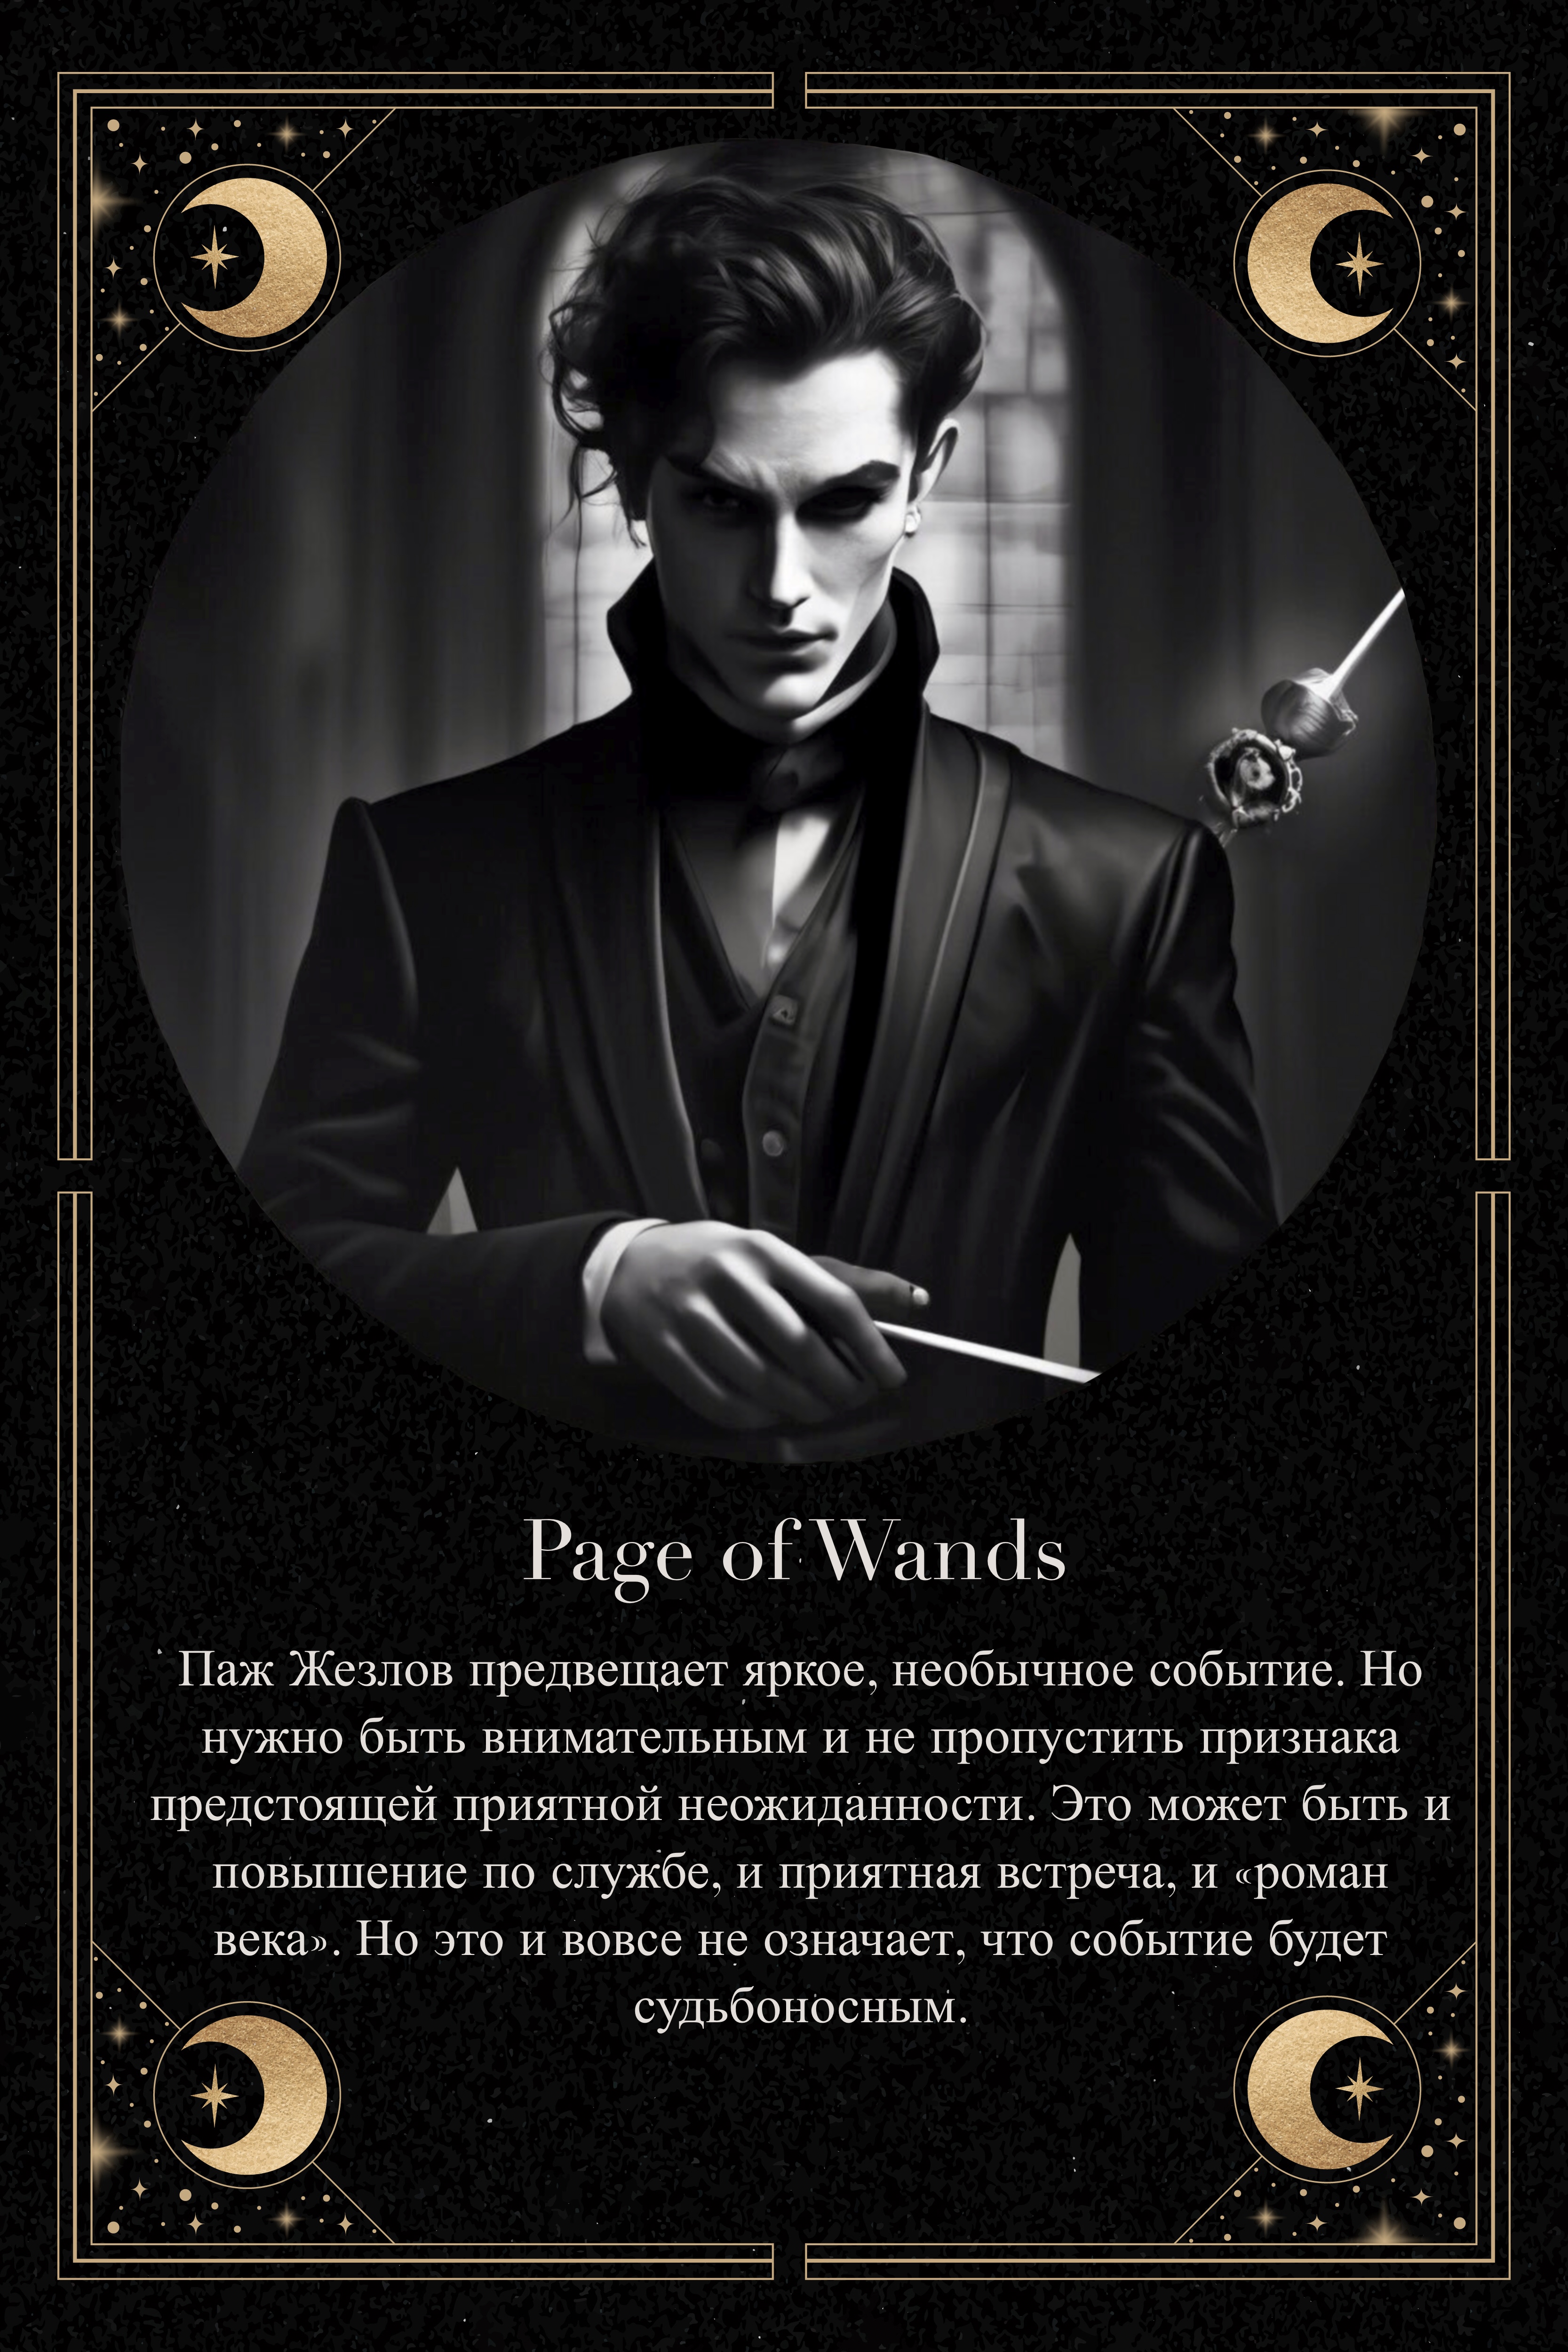 Page of Wands
Паж Жезлов предвещает яркое, необычное событие. Но
нужно быть внимательным и не пропустить признака
предстоящей приятной неожиданности. Это может быть и
повышение по службе, и приятная встреча, и «роман
века». Но это и вовсе не означает, что событие будет
судьбоносным.